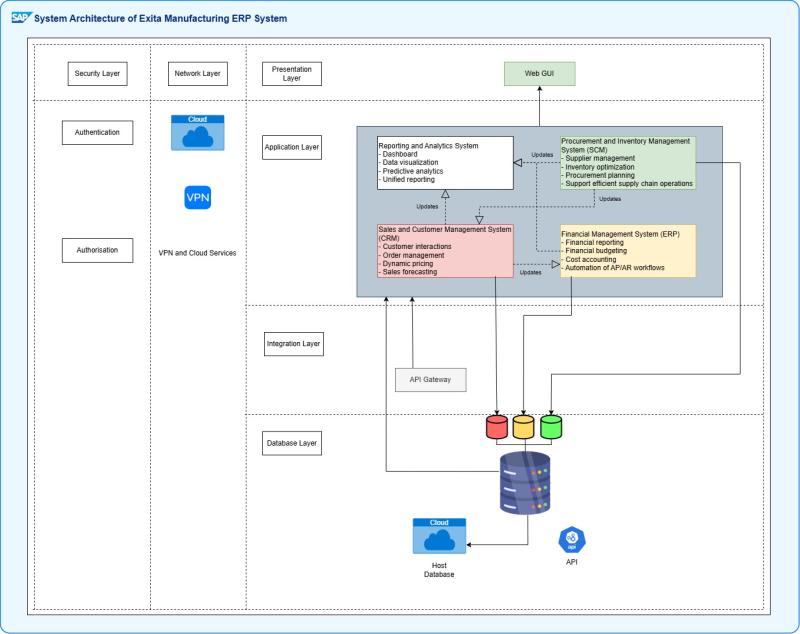 SAP System Architecture of Exita Manufacturing ERP System
Security Layer
Network Layer
Presentation
Layer
Web GUI
Authentication
Cloud
Application Layer
Reporting and Analytics System
- Dashboard
- Data visualization
- Predictive analytics
- Unified reporting
Updates
Procurement and Inventory Management
System (SCM)
- Supplier management
- Inventory optimization
- Procurement planning
- Support efficient supply chain operations
VPN
Updates
Updates
Authorisation
VPN and Cloud Services
Sales and Customer Management System
(CRM)
- Customer interactions
- Order management
- Dynamic pricing
- Sales forecasting
Updates
Financial Management System (ERP)
- Financial reporting
- Financial budgeting
- Cost accounting
- Automation of AP/AR workflows
Integration Layer
API Gateway
Database Layer
Cloud
Host
Database
api
API